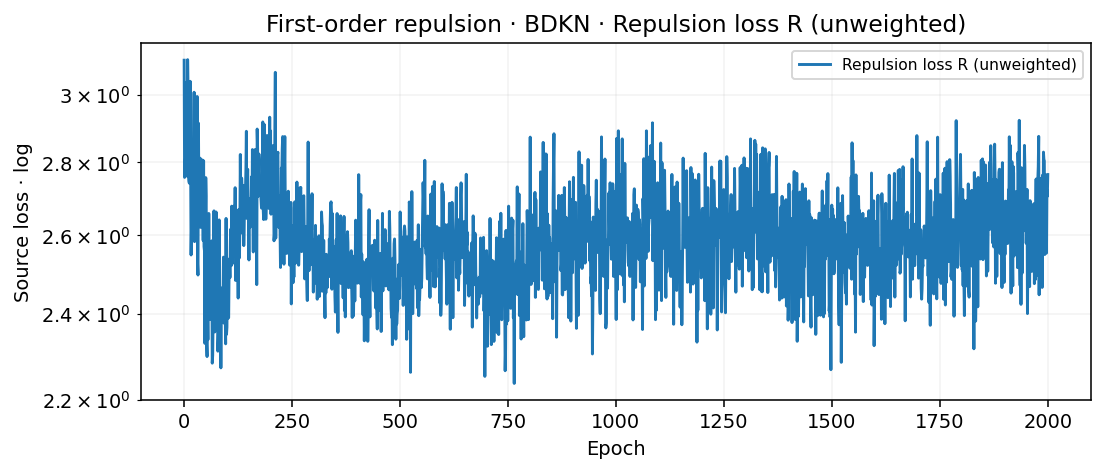 First-order repulsion · BDKN · Repulsion loss R (unweighted)
Repulsion loss R (unweighted)
Source loss · log
3 × 10⁰
2.8 × 10⁰
2.6 × 10⁰
2.4 × 10⁰
2.2 × 10⁰
0 250 500 750 1000 1250 1500 1750 2000
Epoch